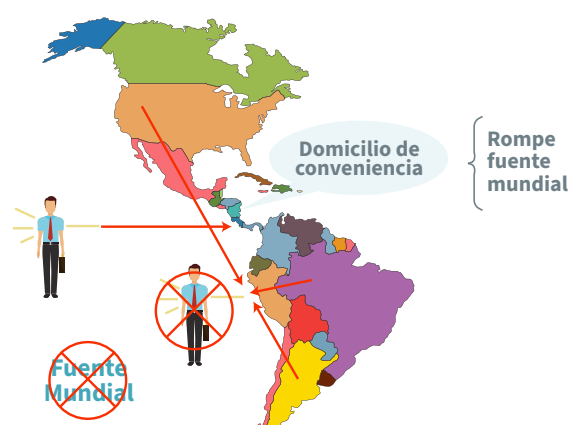 Domicilio de
conveniencia
Rompe
fuente
mundial
Fuente
Mundial